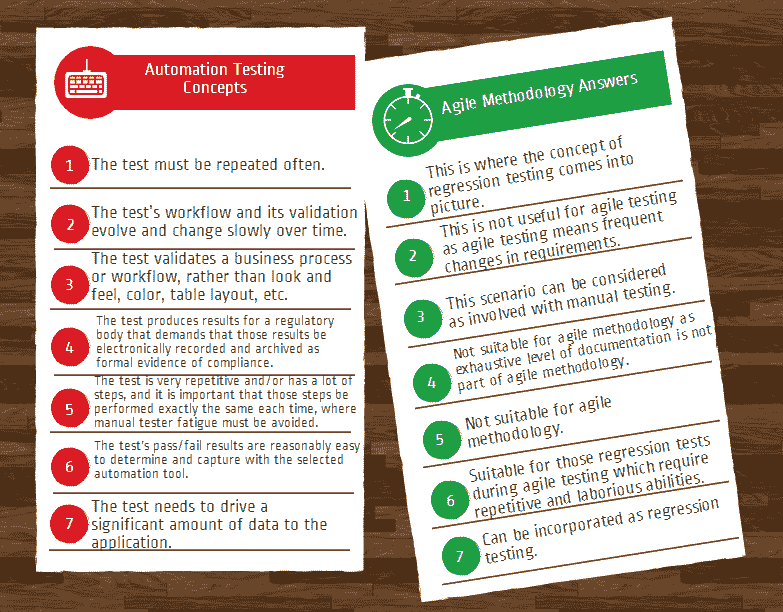 Automation Testing
Concepts
1
The test must be repeated often.
2
The test's workflow and its validation
evolve and change slowly over time.
3
The test validates a business process
or workflow, rather than look and
feel, color, table layout, etc.
4
The test produces results for a regulatory
body that demands that those results be
electronically recorded and archived as
formal evidence of compliance.
5
The test is very repetitive and/or has a lot of
steps, and it is important that those steps be
performed exactly the same each time, where
manual tester fatigue must be avoided.
6
The test's pass/fail results are reasonably easy
to determine and capture with the selected
automation tool.
7
The test needs to drive a
significant amount of data to the
application.
Agile Methodology Answers
1
This is where the concept of
regression testing comes into
picture.
2
This is not useful for agile testing
as agile testing means frequent
changes in requirements.
3
This scenario can be considered
as involved with manual testing.
4
Not suitable for agile methodology as
exhaustive level of documentation is not
part of agile methodology.
5
Not suitable for agile
methodology.
6
Suitable for those regression tests
during agile testing which require
repetitive and laborious abilities.
7
Can be incorporated as regression
testing.